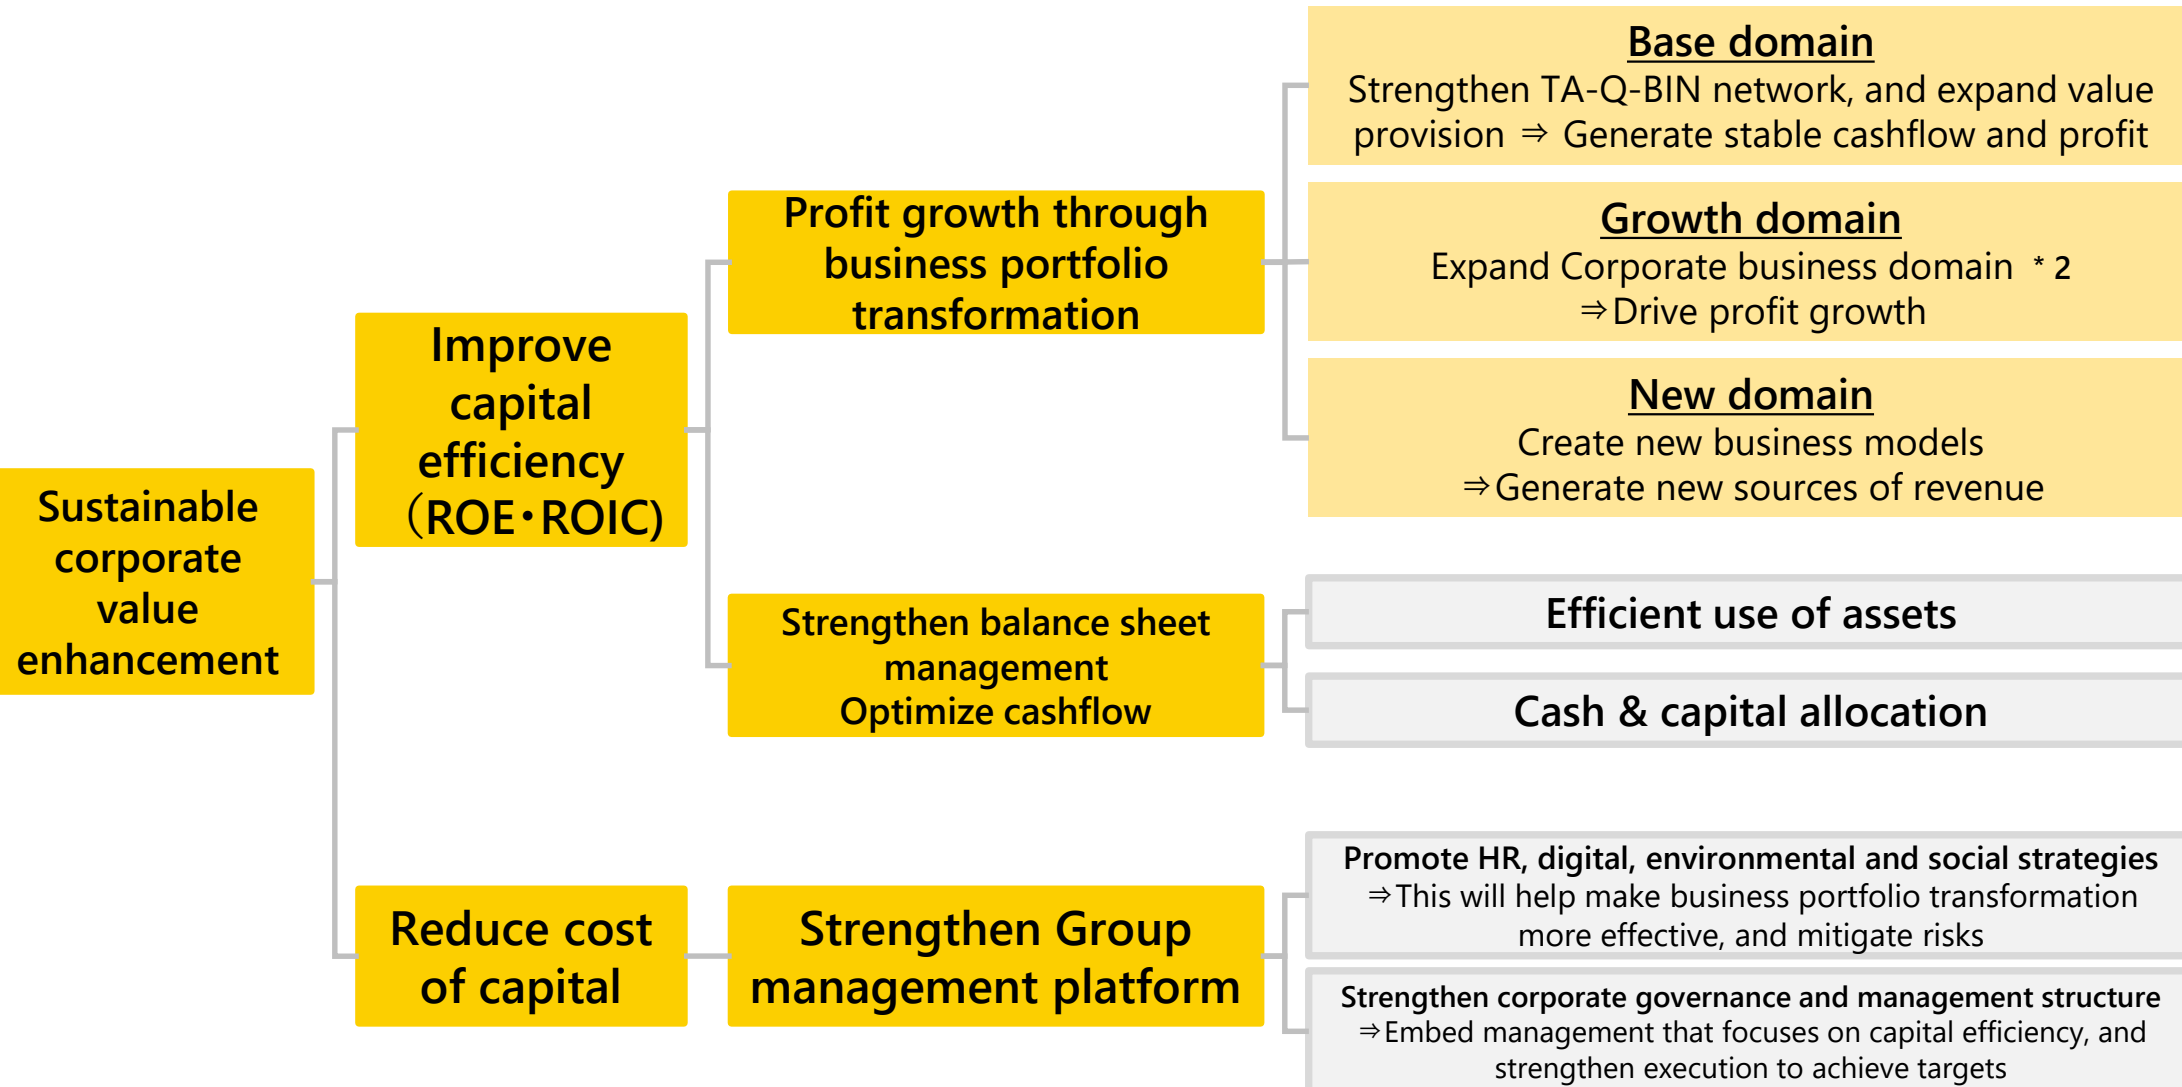 Sustainable
corporate
value
enhancement
Improve
capital
efficiency
（ROE・ROIC)
Reduce cost
of capital
Profit growth through
business portfolio
transformation
Strengthen balance sheet
management
Optimize cashflow
Strengthen Group
management platform
Base domain
Strengthen TA-Q-BIN network, and expand value
provision ⇒ Generate stable cashflow and profit
Growth domain
Expand Corporate business domain * 2
⇒Drive profit growth
New domain
Create new business models
⇒Generate new sources of revenue
Efficient use of assets
Cash & capital allocation
Promote HR, digital, environmental and social strategies
⇒This will help make business portfolio transformation
more effective, and mitigate risks
Strengthen corporate governance and management structure
⇒Embed management that focuses on capital efficiency, and
strengthen execution to achieve targets